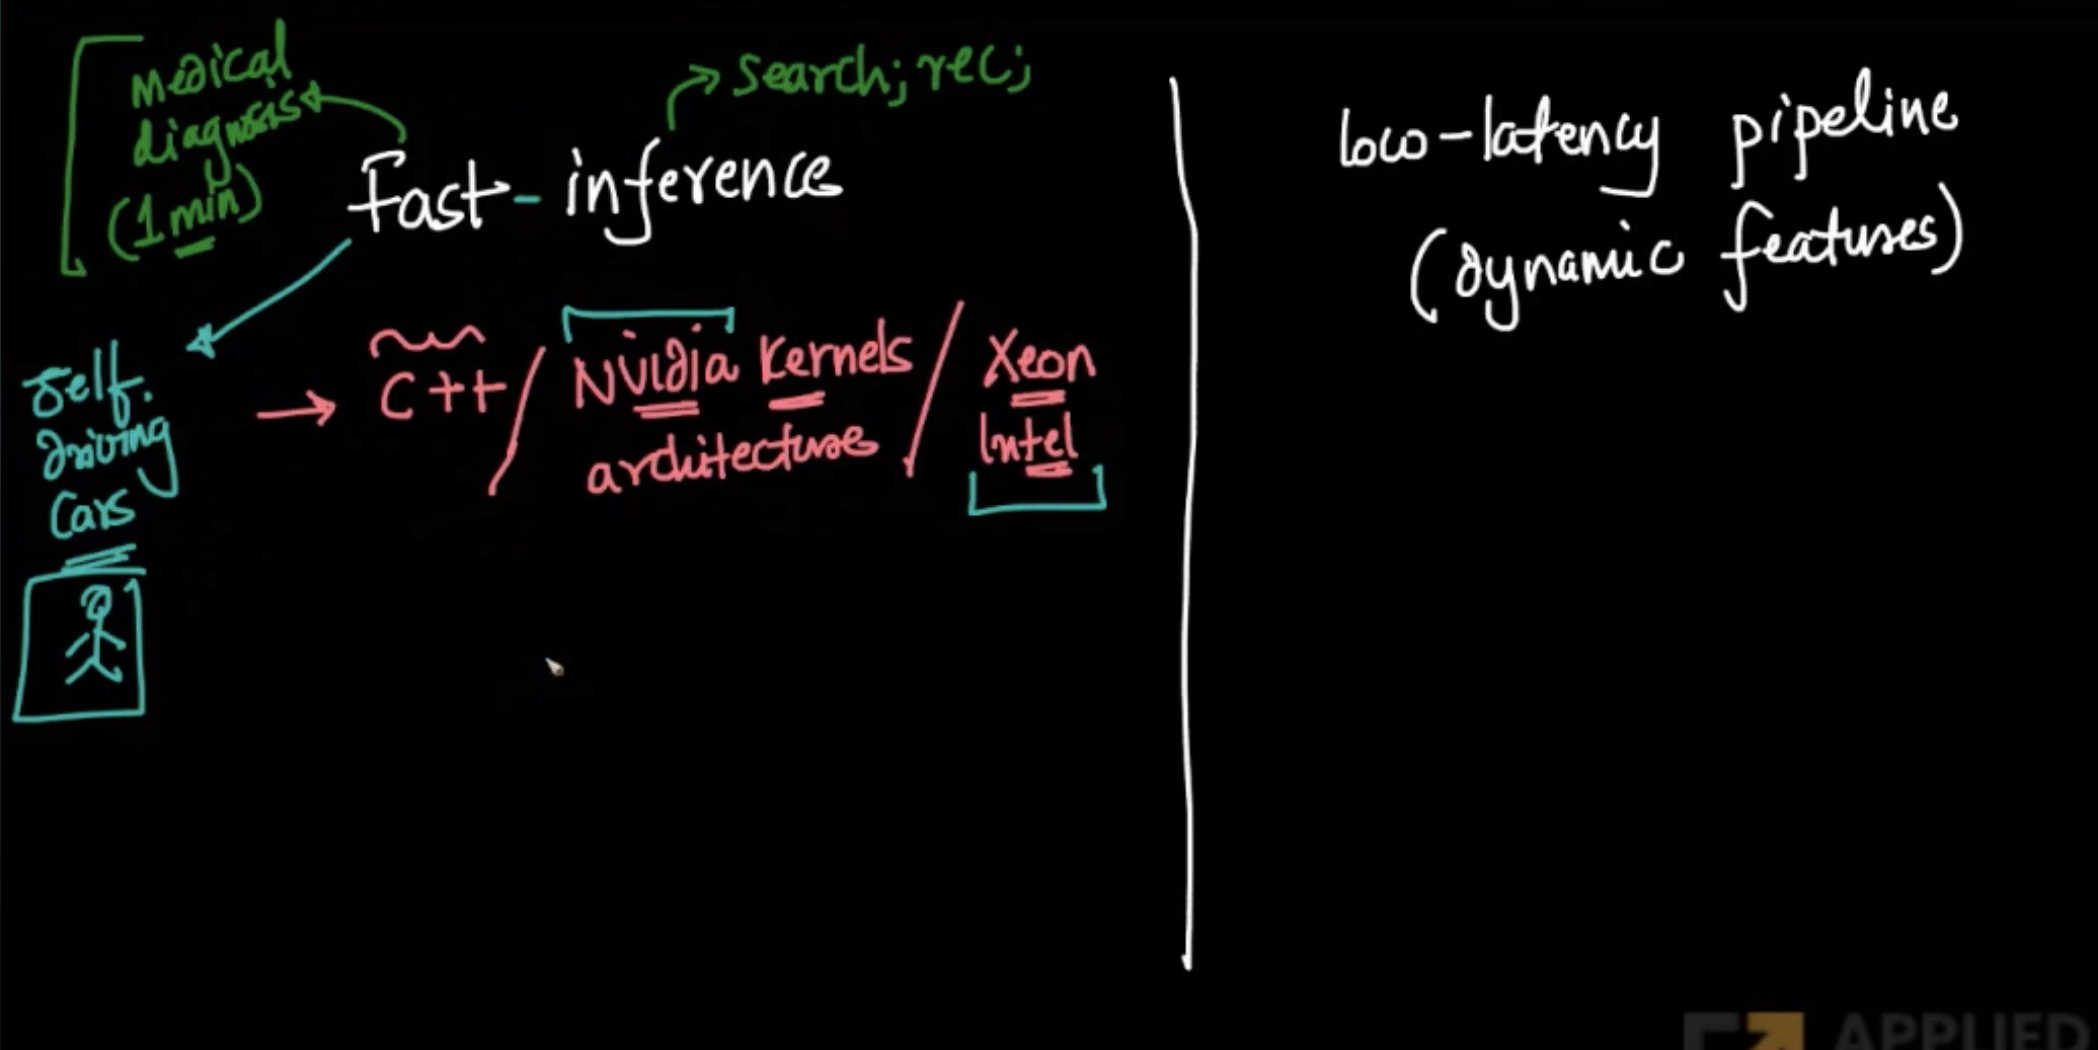 medical
diagnosis
(1 min)
search; rec;
Fast - inference
Self.
driving
Cars
→ C++ / Nvidia Kernels / Xeon
architectures
Intel
low-latency pipeline
(dynamic features)
APPLIED